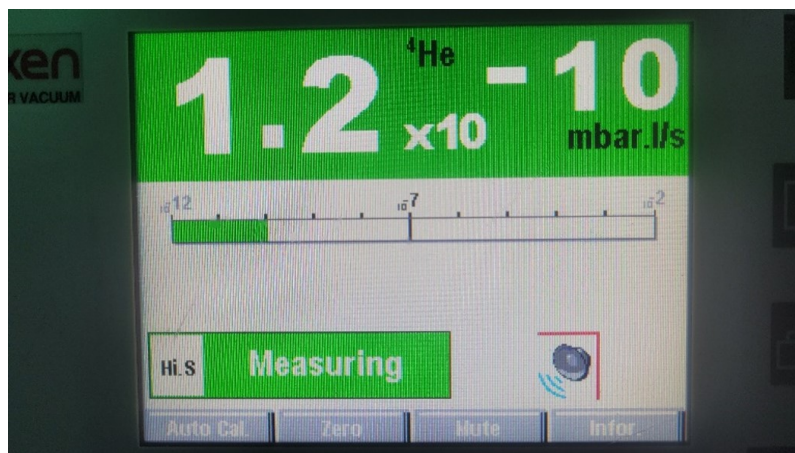 xen
R VACUUM
⁴He
1.2 x10 - 10
mbar.l/s
10⁻12 10⁻7 10⁻2
Hi.S Measuring
Auto Cal. Zero Mute Infor.